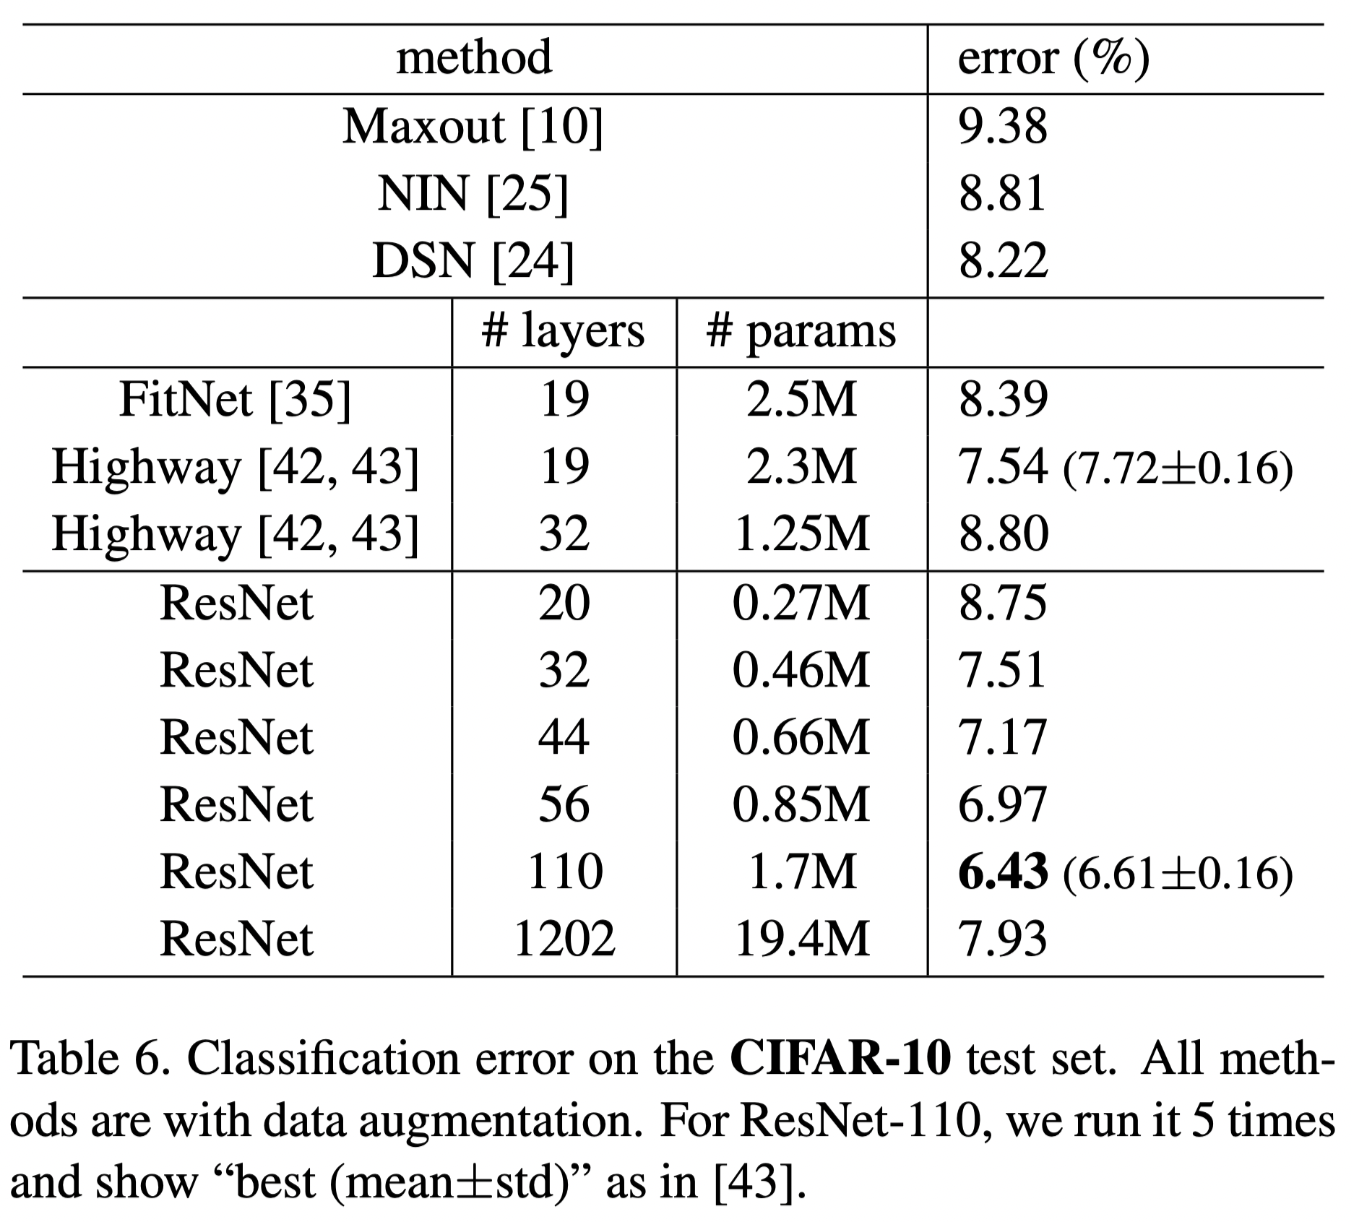 method error (%)
Maxout [10] 9.38
NIN [25] 8.81
DSN [24] 8.22
# layers # params
FitNet [35] 19 2.5M 8.39
Highway [42, 43] 19 2.3M 7.54 (7.72±0.16)
Highway [42, 43] 32 1.25M 8.80
ResNet 20 0.27M 8.75
ResNet 32 0.46M 7.51
ResNet 44 0.66M 7.17
ResNet 56 0.85M 6.97
ResNet 110 1.7M 6.43 (6.61±0.16)
ResNet 1202 19.4M 7.93
Table 6. Classification error on the CIFAR-10 test set. All meth-
ods are with data augmentation. For ResNet-110, we run it 5 times
and show “best (mean±std)” as in [43].